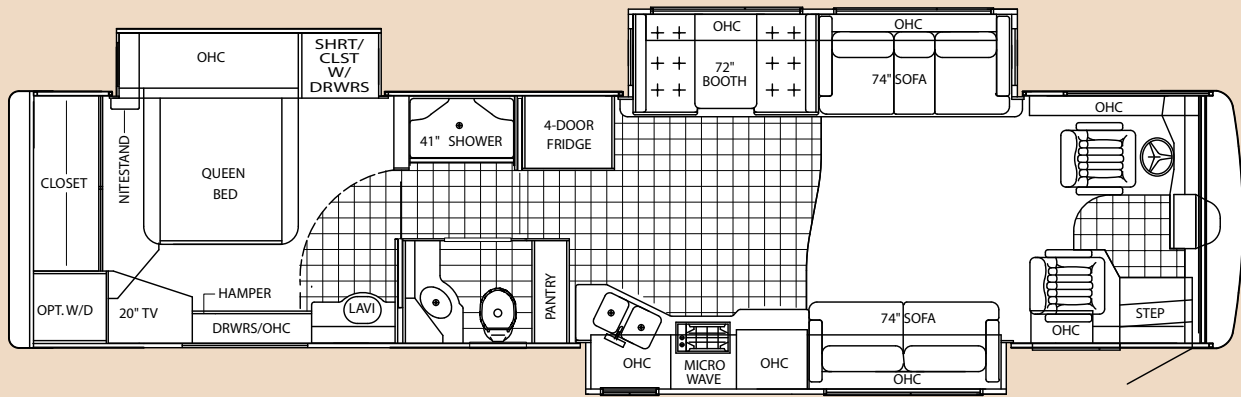 OHC
SHRT/
CLST
W/
DRWRS
OHC
72"
BOOTH
OHC
74" SOFA
OHC
CLOSET
NITESTAND
QUEEN
BED
41" SHOWER
4-DOOR
FRIDGE
OPT. W/D
20" TV
HAMPER
DRWRS/OHC
LAVI
PANTRY
OHC
MICRO
WAVE
OHC
74" SOFA
OHC
OHC
STEP